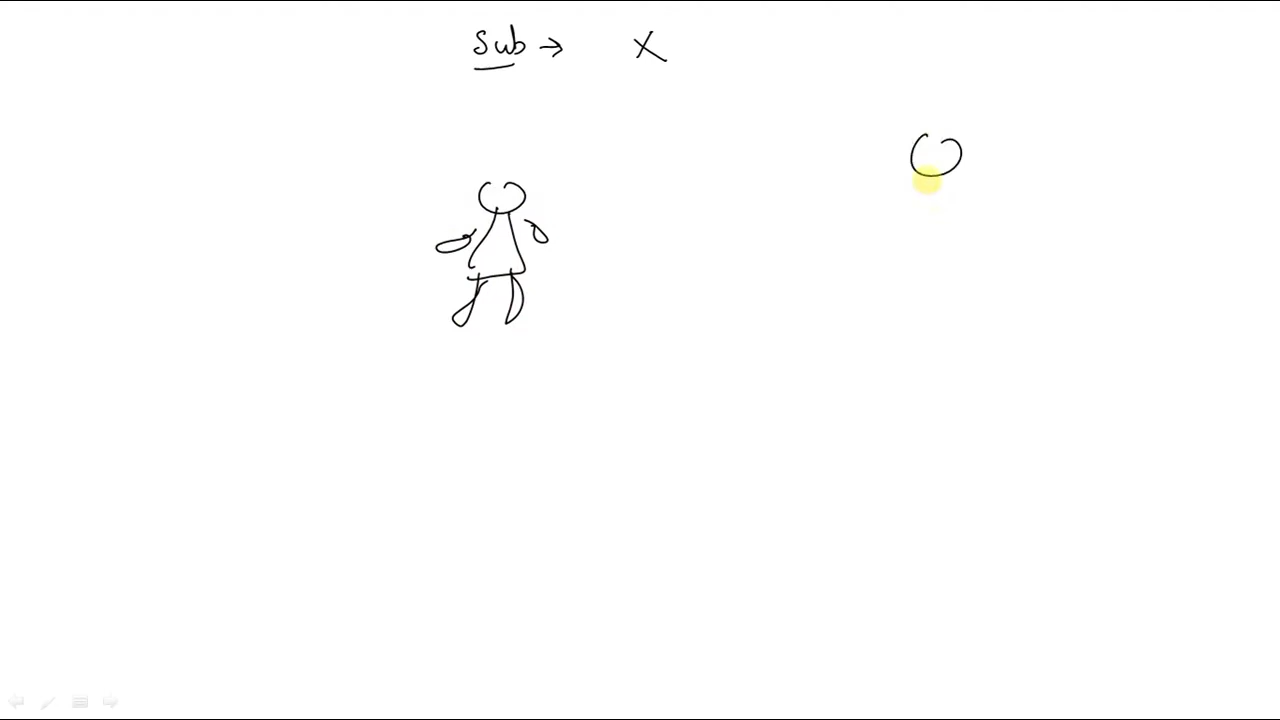 Sub → X